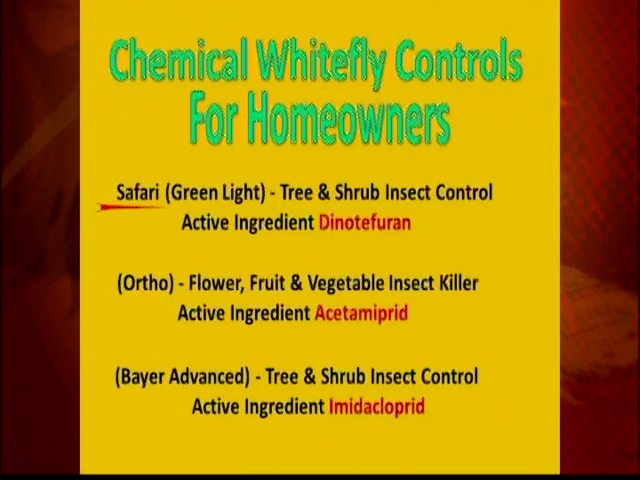 Chemical Whitefly Controls
For Homeowners
Safari (Green Light) - Tree & Shrub Insect Control
Active Ingredient Dinotefuran
(Ortho) - Flower, Fruit & Vegetable Insect Killer
Active Ingredient Acetamiprid
(Bayer Advanced) - Tree & Shrub Insect Control
Active Ingredient Imidacloprid